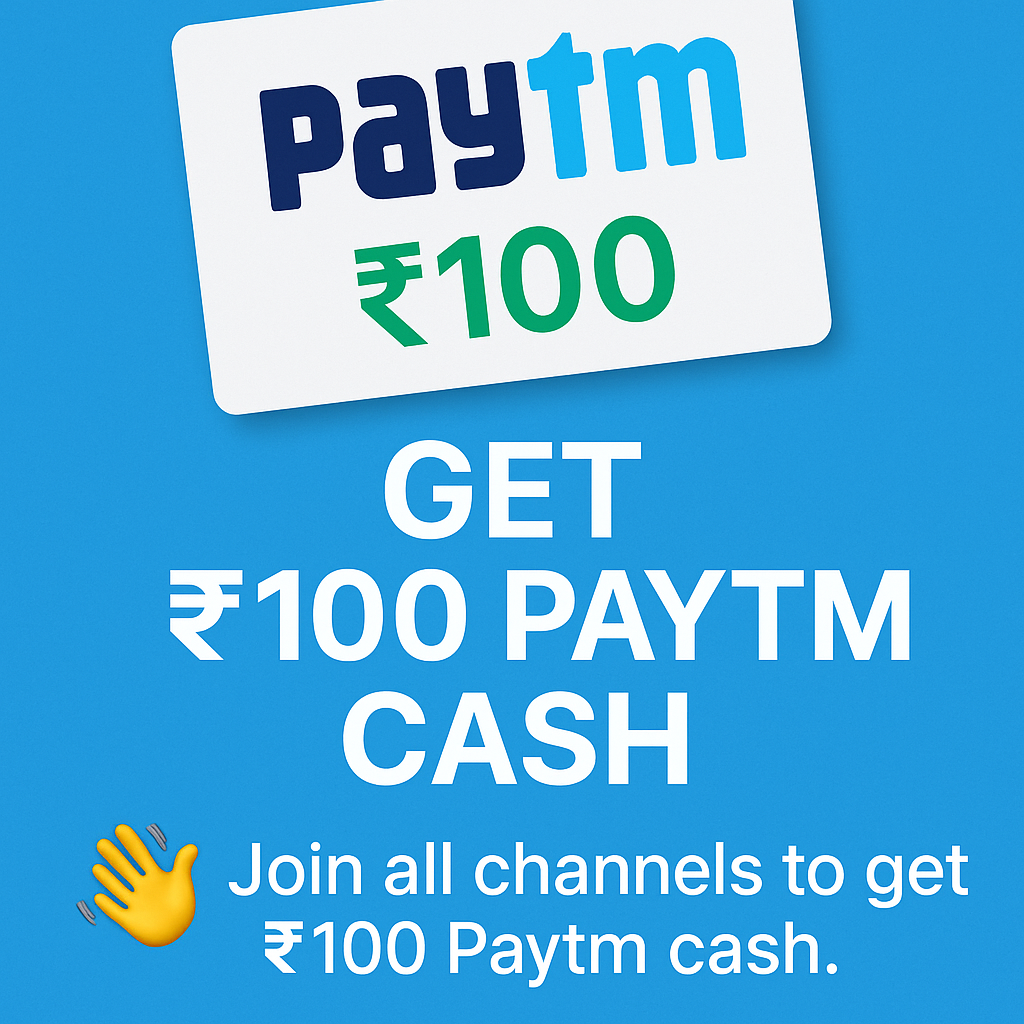 paytm
₹100
GET
₹100 PAYTM
CASH
👋 Join all channels to get
₹100 Paytm cash.